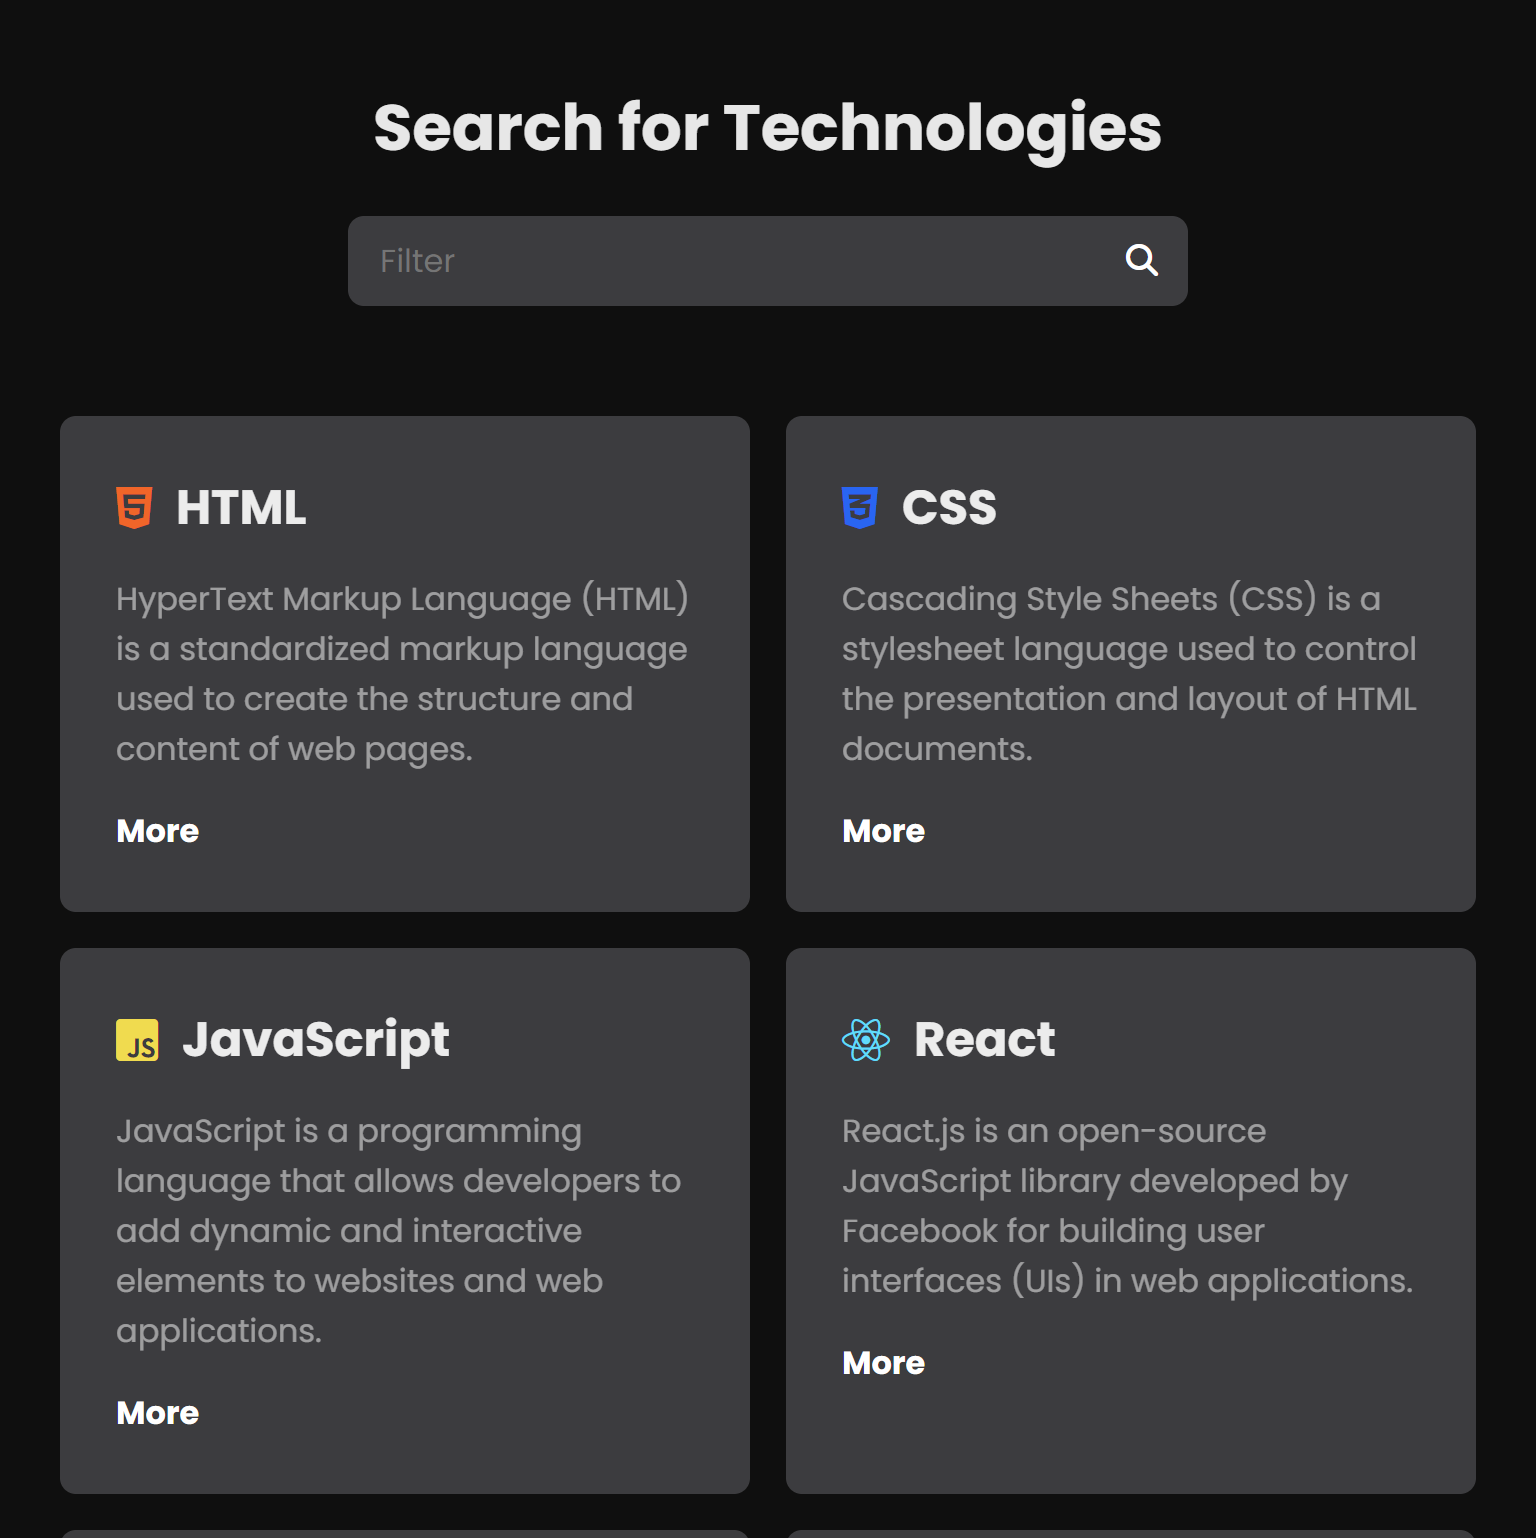 Search for Technologies
Filter
HTML
HyperText Markup Language (HTML)
is a standardized markup language
used to create the structure and
content of web pages.
More
CSS
Cascading Style Sheets (CSS) is a
stylesheet language used to control
the presentation and layout of HTML
documents.
More
JS JavaScript
JavaScript is a programming
language that allows developers to
add dynamic and interactive
elements to websites and web
applications.
More
React
React.js is an open-source
JavaScript library developed by
Facebook for building user
interfaces (UIs) in web applications.
More